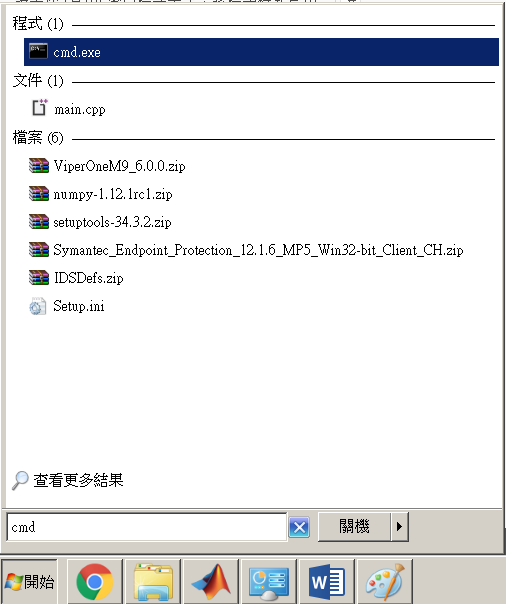 程式 (1)
cmd.exe
文件 (1)
main.cpp
檔案 (6)
ViperOneM9_6.0.0.zip
numpy-1.12.1rc1.zip
setuptools-34.3.2.zip
Symantec_Endpoint_Protection_12.1.6_MP5_Win32-bit_Client_CH.zip
IDSDefs.zip
Setup.ini
查看更多結果
cmd
關機
開始